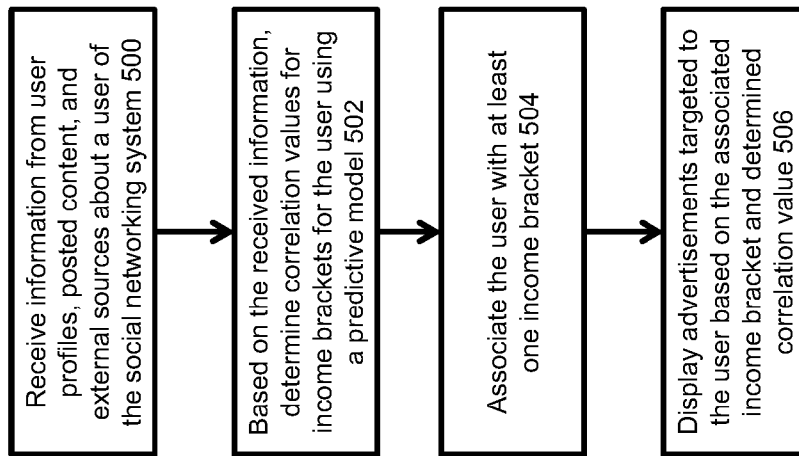 Receive information from user
profiles, posted content, and
external sources about a user of
the social networking system 500
Based on the received information,
determine correlation values for
income brackets for the user using
a predictive model 502
Associate the user with at least
one income bracket 504
Display advertisements targeted to
the user based on the associated
income bracket and determined
correlation value 506